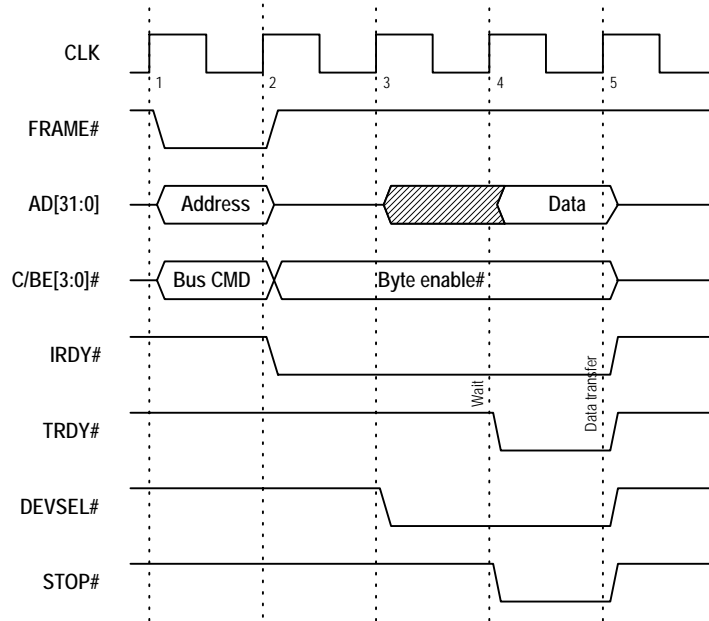 CLK
1 2 3 4 5
FRAME#
AD[31:0]
Address
Data
C/BE[3:0]#
Bus CMD
Byte enable#
IRDY#
Wait
Data transfer
TRDY#
DEVSEL#
STOP#